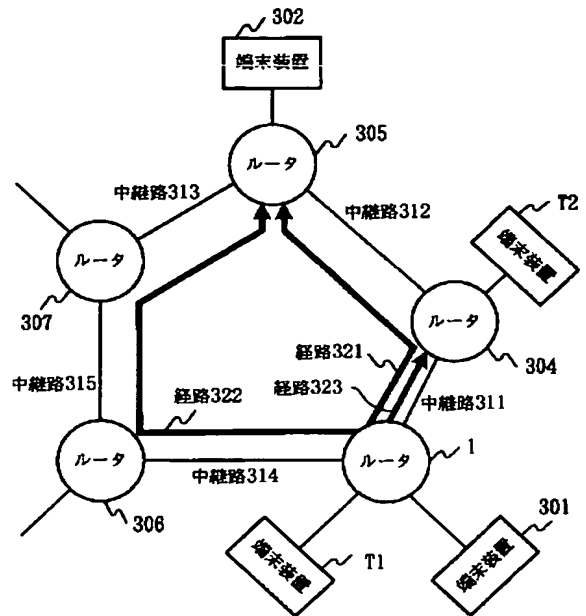 302
端末装置
305
ルータ
中継路313
中継路312
T2
端末装置
ルータ
307
ルータ
304
経路321
経路323
中継路311
中継路315
経路322
ルータ
306
中継路314
ルータ
1
301
端末装置
T1
端末装置